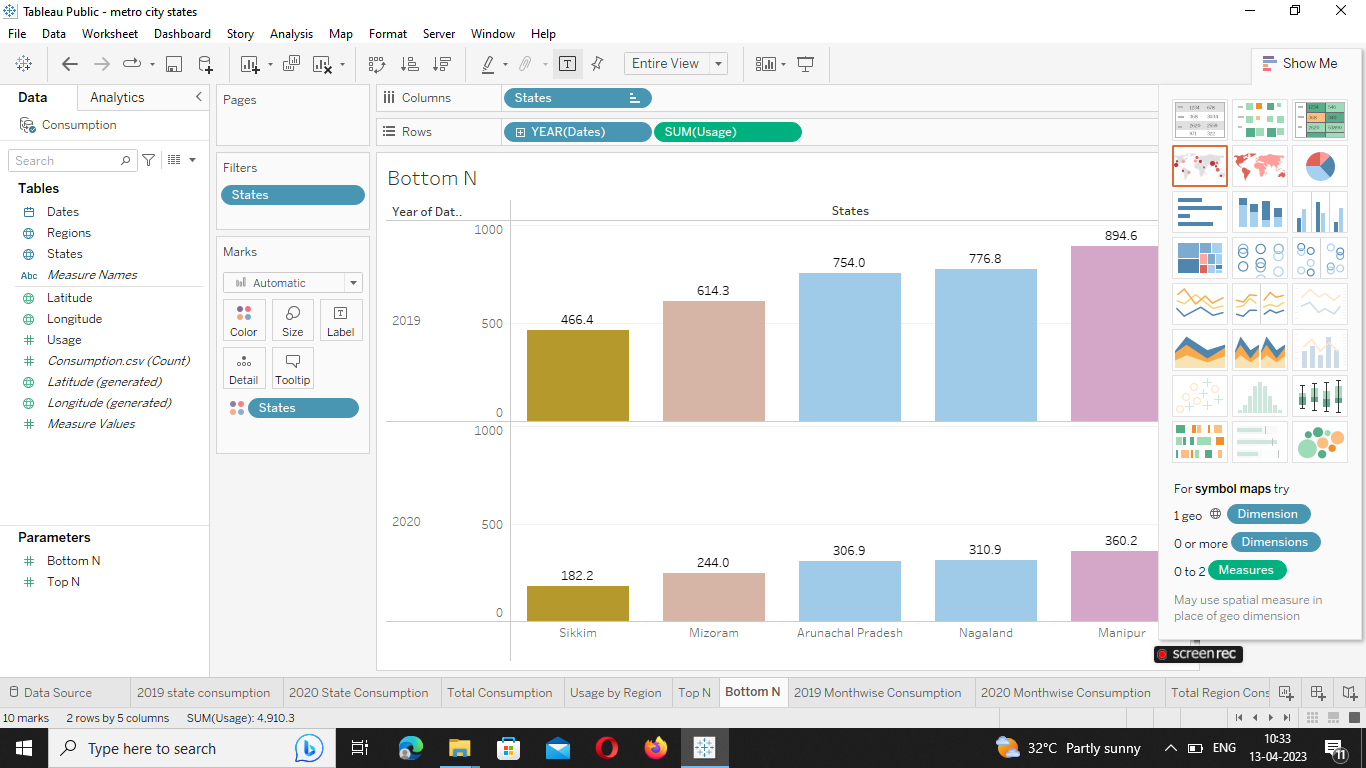 Tableau Public - metro city states
File Data Worksheet Dashboard Story Analysis Map Format Server Window Help
Entire View
Show Me
Data Analytics
Consumption
Search
Tables
Dates
Regions
States
Abc Measure Names
Latitude
Longitude
Usage
Consumption.csv (Count)
Latitude (generated)
Longitude (generated)
Measure Values
Parameters
Bottom N
Top N
Pages
Filters
States
Marks
Automatic
Color Size Label
Detail Tooltip
States
Columns States
Rows YEAR(Dates) SUM(Usage)
Bottom N
Year of Dat..
States
2019
1000
500
0
466.4
614.3
754.0
776.8
894.6
2020
1000
500
0
182.2
244.0
306.9
310.9
360.2
Sikkim Mizoram Arunachal Pradesh Nagaland Manipur
For symbol maps try
1 geo Dimension
0 or more Dimensions
0 to 2 Measures
May use spatial measure in
place of geo dimension
screenrec
Data Source 2019 state consumption 2020 State Consumption Total Consumption Usage by Region Top N Bottom N 2019 Monthwise Consumption 2020 Monthwise Consumption Total Region Cons
10 marks 2 rows by 5 columns SUM(Usage): 4,910.3
Type here to search
32°C Partly sunny
ENG
10:33
13-04-2023
11